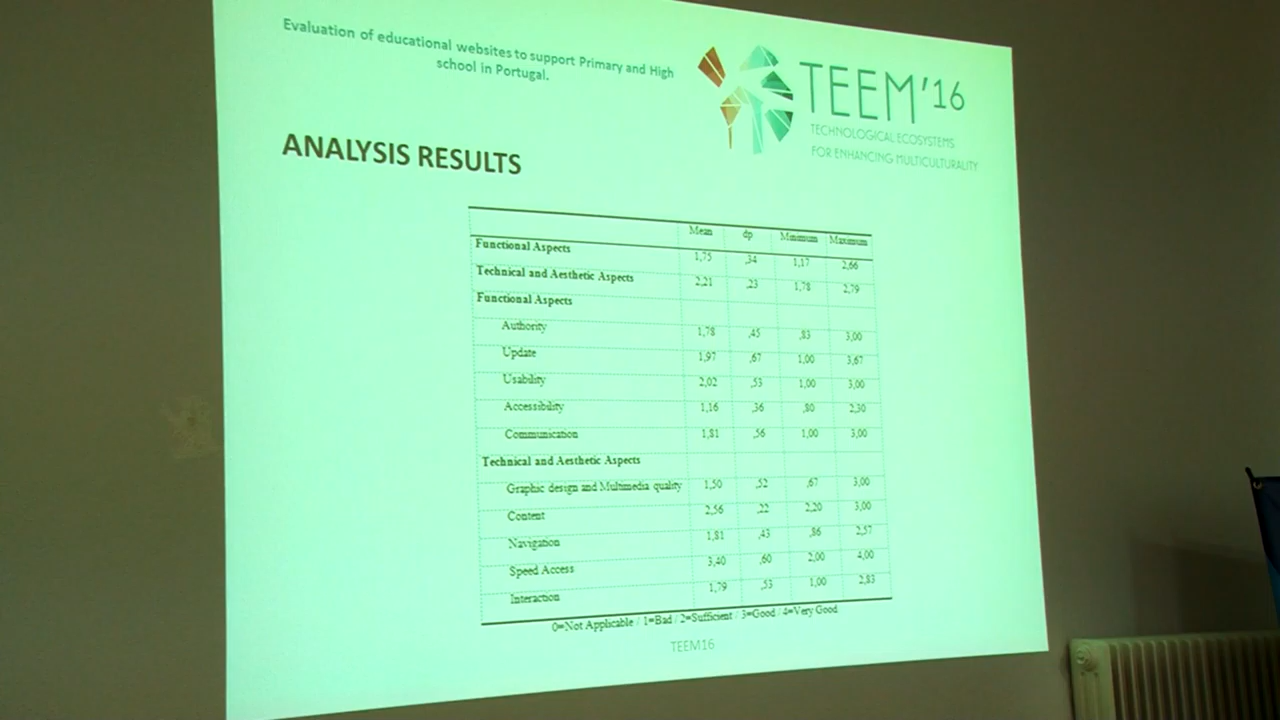 Evaluation of educational websites to support Primary and High
school in Portugal.
TEEM'16
TECHNOLOGICAL ECOSYSTEMS
FOR ENHANCING MULTICULTURALITY
ANALYSIS RESULTS
Mean dp Minimum Maximum
Functional Aspects 1,75 ,34 1,17 2,66
Technical and Aesthetic Aspects 2,21 ,23 1,78 2,79
Functional Aspects
Authority 1,78 ,45 ,83 3,00
Update 1,97 ,67 1,00 3,67
Usability 2,02 ,53 1,00 3,00
Accessibility 1,16 ,36 ,80 2,30
Communication 1,81 ,56 1,00 3,00
Technical and Aesthetic Aspects
Graphic design and Multimedia quality 1,50 ,52 ,67 3,00
Content 2,56 ,22 2,20 3,00
Navigation 1,81 ,43 ,86 2,57
Speed Access 3,40 ,60 2,00 4,00
Interaction 1,79 ,53 1,00 2,83
0=Not Applicable / 1=Bad / 2=Sufficient / 3=Good / 4=Very Good
TEEM16